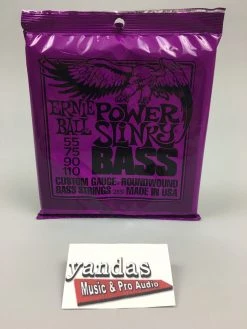 ERNIE BALL
POWER SLINKY
BASS
55
75
90
110
CUSTOM GAUGE • ROUNDWOUND
BASS STRINGS 2831 MADE IN USA
yandas
Music & Pro Audio